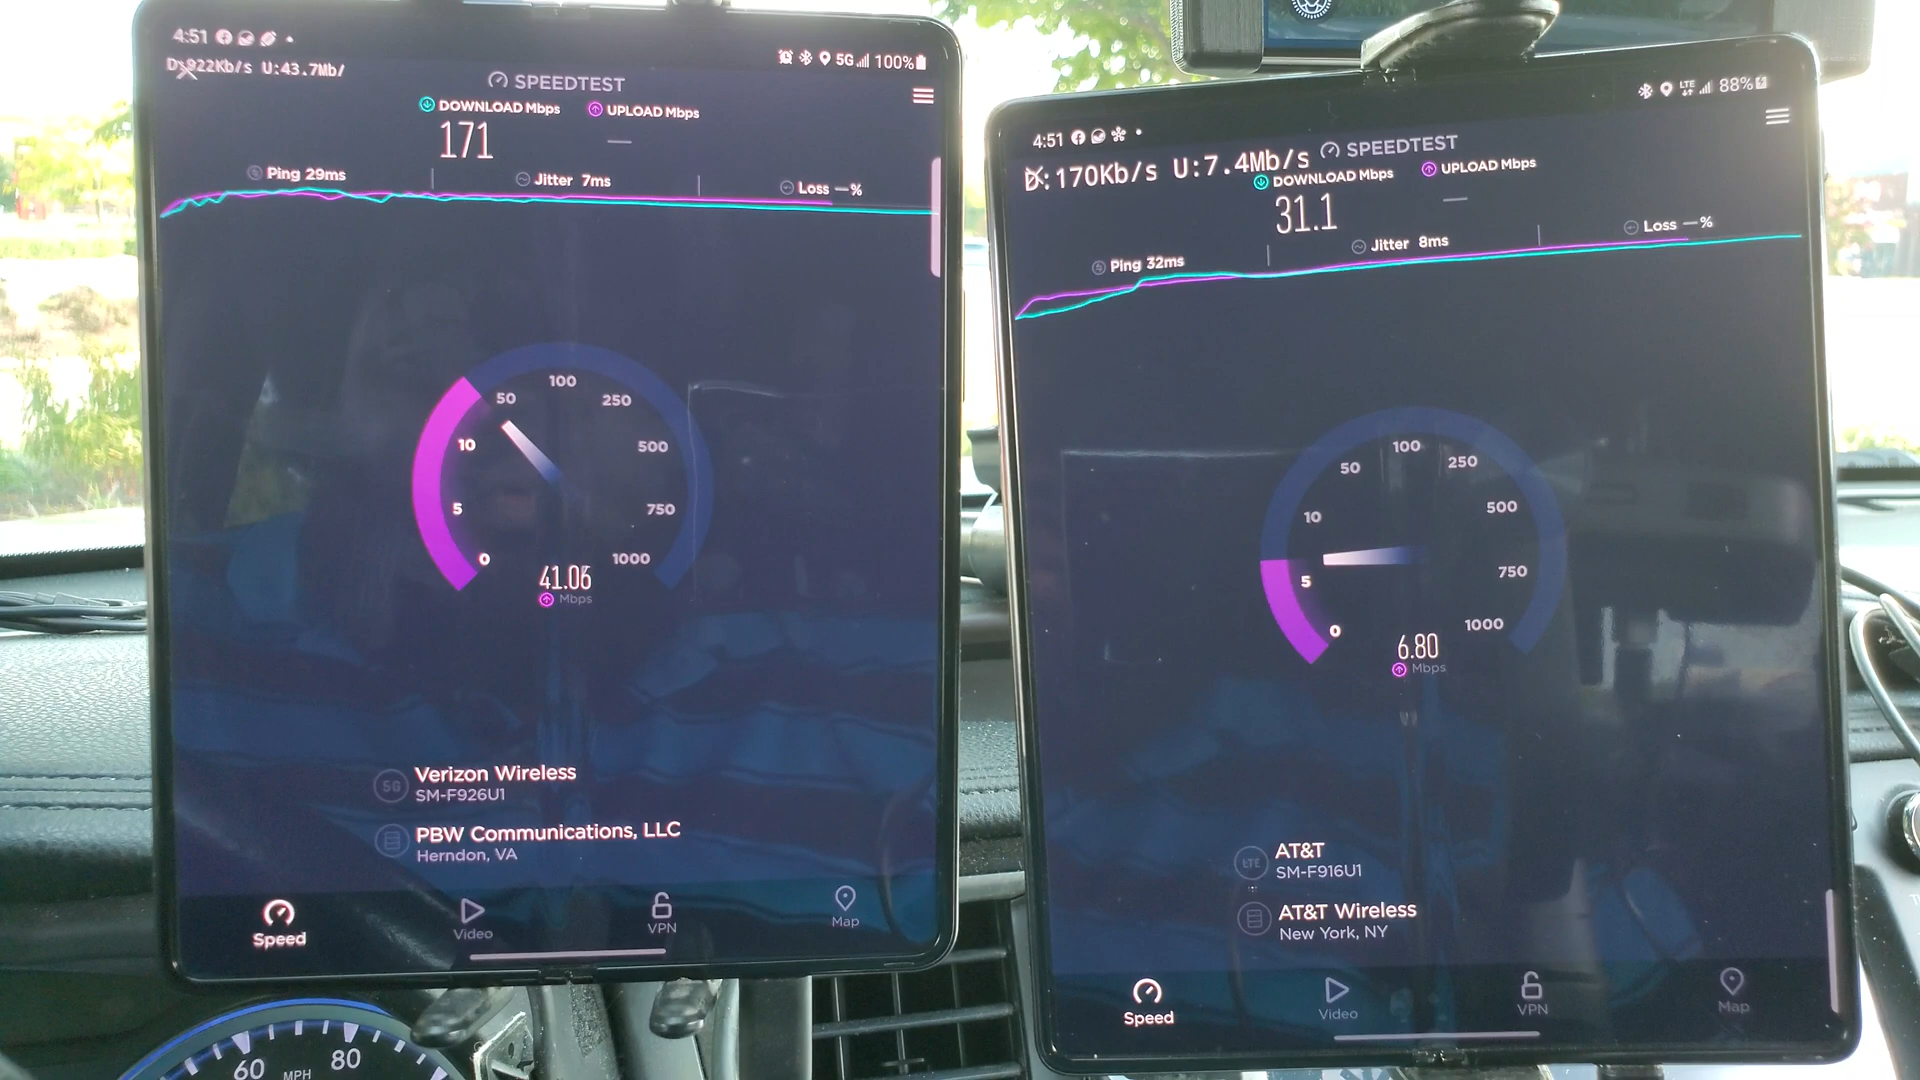 4:51
D:922Kb/s U:43.7Mb/
5G 100%
SPEEDTEST
DOWNLOAD Mbps UPLOAD Mbps
171 —
Ping 29ms Jitter 7ms Loss —%
0
5
10
50
100
250
500
750
1000
41.06
Mbps
5G
Verizon Wireless
SM-F926U1
PBW Communications, LLC
Herndon, VA
Speed Video VPN Map
60 MPH 80
4:51
LTE 88%
:170Kb/s U:7.4Mb/s
SPEEDTEST
DOWNLOAD Mbps UPLOAD Mbps
31.1 —
Ping 32ms Jitter 8ms Loss —%
0
5
10
50
100
250
500
750
1000
6.80
Mbps
LTE
AT&T
SM-F916U1
AT&T Wireless
New York, NY
Speed Video VPN Map